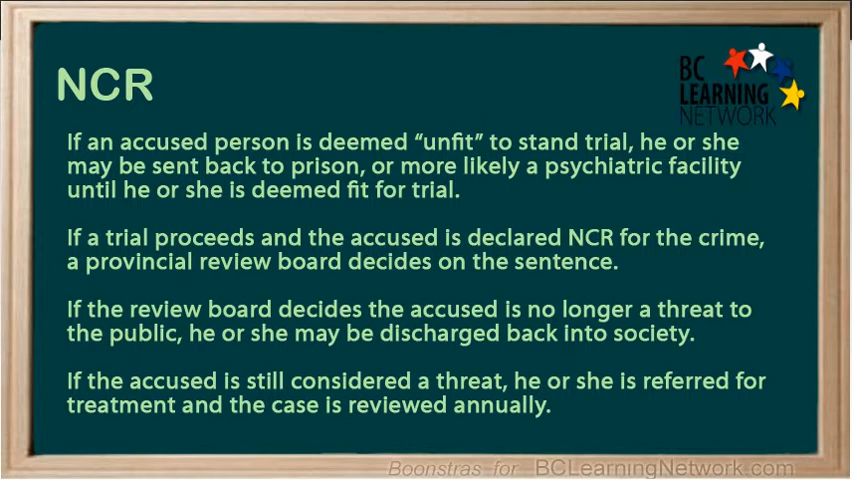 NCR
BC
LEARNING
NETWORK
If an accused person is deemed “unfit” to stand trial, he or she
may be sent back to prison, or more likely a psychiatric facility
until he or she is deemed fit for trial.
If a trial proceeds and the accused is declared NCR for the crime,
a provincial review board decides on the sentence.
If the review board decides the accused is no longer a threat to
the public, he or she may be discharged back into society.
If the accused is still considered a threat, he or she is referred for
treatment and the case is reviewed annually.
Boonstras for BCLearningNetwork.com